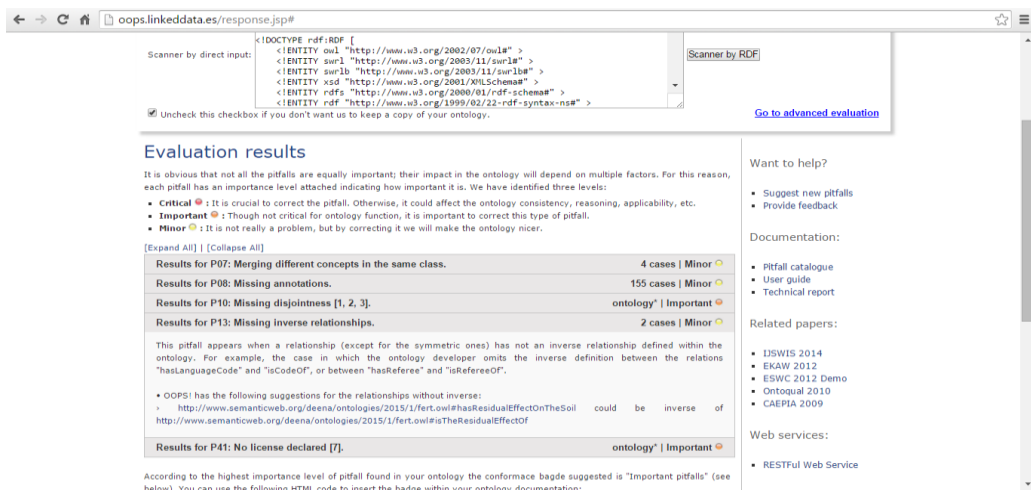 oops.linkeddata.es/response.jsp#
<!DOCTYPE rdf:RDF [
Scanner by direct input:
<!ENTITY owl "http://www.w3.org/2002/07/owl#" >
<!ENTITY swrl "http://www.w3.org/2003/11/swrl#" >
<!ENTITY swrlb "http://www.w3.org/2003/11/swrlb#" >
<!ENTITY xsd "http://www.w3.org/2001/XMLSchema#" >
<!ENTITY rdfs "http://www.w3.org/2000/01/rdf-schema#" >
<!ENTITY rdf "http://www.w3.org/1999/02/22-rdf-syntax-ns#" >
Scanner by RDF
Uncheck this checkbox if you don't want us to keep a copy of your ontology.
Go to advanced evaluation
Evaluation results
It is obvious that not all the pitfalls are equally important; their impact in the ontology will depend on multiple factors. For this reason,
each pitfall has an importance level attached indicating how important it is. We have identified three levels:
Critical : It is crucial to correct the pitfall. Otherwise, it could affect the ontology consistency, reasoning, applicability, etc.
Important : Though not critical for ontology function, it is important to correct this type of pitfall.
Minor : It is not really a problem, but by correcting it we will make the ontology nicer.
[Expand All] | [Collapse All]
Results for P07: Merging different concepts in the same class. 4 cases | Minor
Results for P08: Missing annotations. 155 cases | Minor
Results for P10: Missing disjointness [1, 2, 3]. ontology* | Important
Results for P13: Missing inverse relationships. 2 cases | Minor
This pitfall appears when a relationship (except for the symmetric ones) has not an inverse relationship defined within the
ontology. For example, the case in which the ontology developer omits the inverse definition between the relations
"hasLanguageCode" and "isCodeOf", or between "hasReferee" and "isRefereeOf".
• OOPS! has the following suggestions for the relationships without inverse:
› http://www.semanticweb.org/deena/ontologies/2015/1/fert.owl#hasResidualEffectOnTheSoil could be inverse of
http://www.semanticweb.org/deena/ontologies/2015/1/fert.owl#isTheResidualEffectOf
Results for P41: No license declared [7]. ontology* | Important
According to the highest importance level of pitfall found in your ontology the conformace bagde suggested is "Important pitfalls" (see
below). You can use the following HTML code to insert the badge within your ontology documentation:
Want to help?
Suggest new pitfalls
Provide feedback
Documentation:
Pitfall catalogue
User guide
Technical report
Related papers:
IJSWIS 2014
EKAW 2012
ESWC 2012 Demo
Ontoqual 2010
CAEPIA 2009
Web services:
RESTFul Web Service